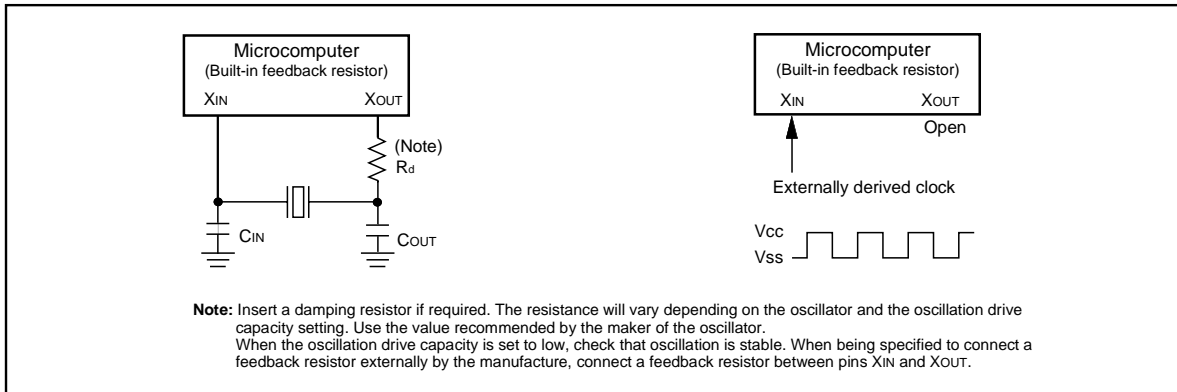 Microcomputer
(Built-in feedback resistor)
XIN XOUT
(Note)
Rd
CIN
COUT
Microcomputer
(Built-in feedback resistor)
XIN XOUT
Open
Externally derived clock
Vcc
Vss
Note: Insert a damping resistor if required. The resistance will vary depending on the oscillator and the oscillation drive
capacity setting. Use the value recommended by the maker of the oscillator.
When the oscillation drive capacity is set to low, check that oscillation is stable. When being specified to connect a
feedback resistor externally by the manufacture, connect a feedback resistor between pins XIN and XOUT.